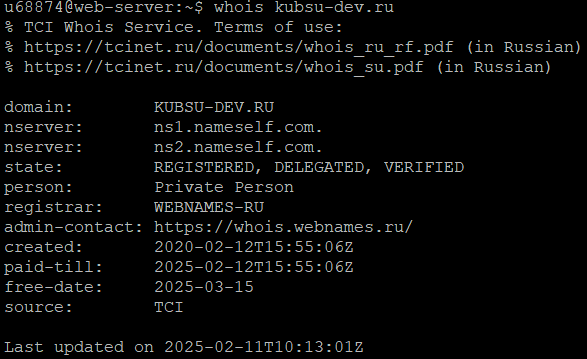 u68874@web-server:~$ whois kubsu-dev.ru
% TCI Whois Service. Terms of use:
% https://tcinet.ru/documents/whois_ru_rf.pdf (in Russian)
% https://tcinet.ru/documents/whois_su.pdf (in Russian)

domain:        KUBSU-DEV.RU
nserver:       ns1.nameself.com.
nserver:       ns2.nameself.com.
state:         REGISTERED, DELEGATED, VERIFIED
person:        Private Person
registrar:     WEBNAMES-RU
admin-contact: https://whois.webnames.ru/
created:       2020-02-12T15:55:06Z
paid-till:     2025-02-12T15:55:06Z
free-date:     2025-03-15
source:        TCI

Last updated on 2025-02-11T10:13:01Z